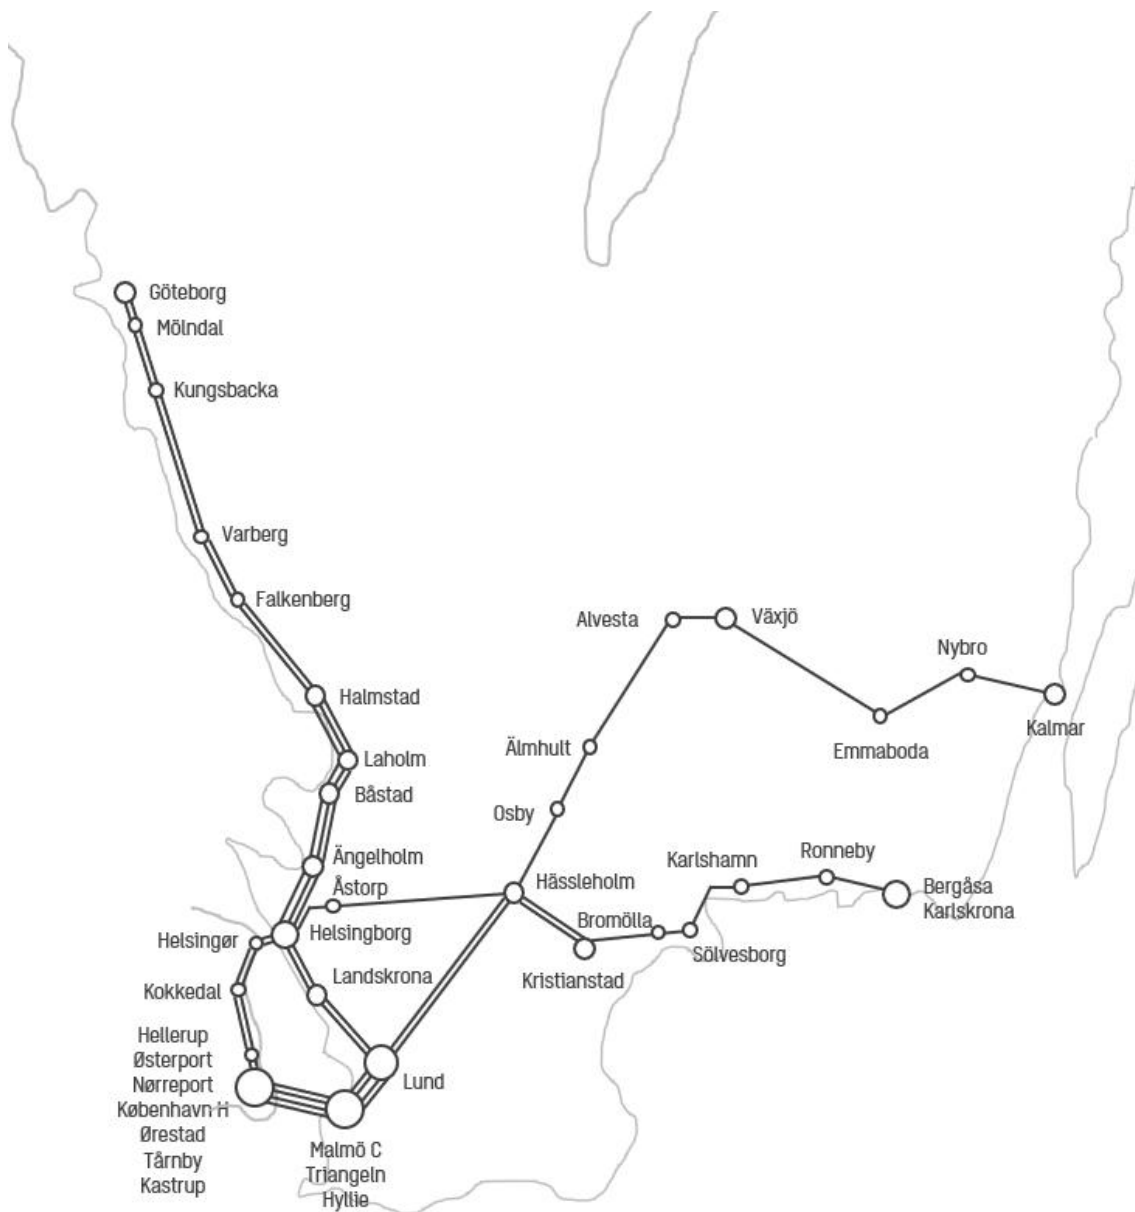 Göteborg
Mölndal
Kungsbacka
Varberg
Falkenberg
Alvesta
Växjö
Nybro
Halmstad
Kalmar
Älmhult
Emmaboda
Laholm
Båstad
Osby
Ängelholm
Åstorp
Hässleholm
Karlshamn
Ronneby
Bergåsa
Karlskrona
Bromölla
Helsingør
Helsingborg
Sölvesborg
Landskrona
Kristianstad
Kokkedal
Hellerup
Østerport
Nørreport
København H
Ørestad
Tårnby
Kastrup
Lund
Malmö C
Triangeln
Hyllie